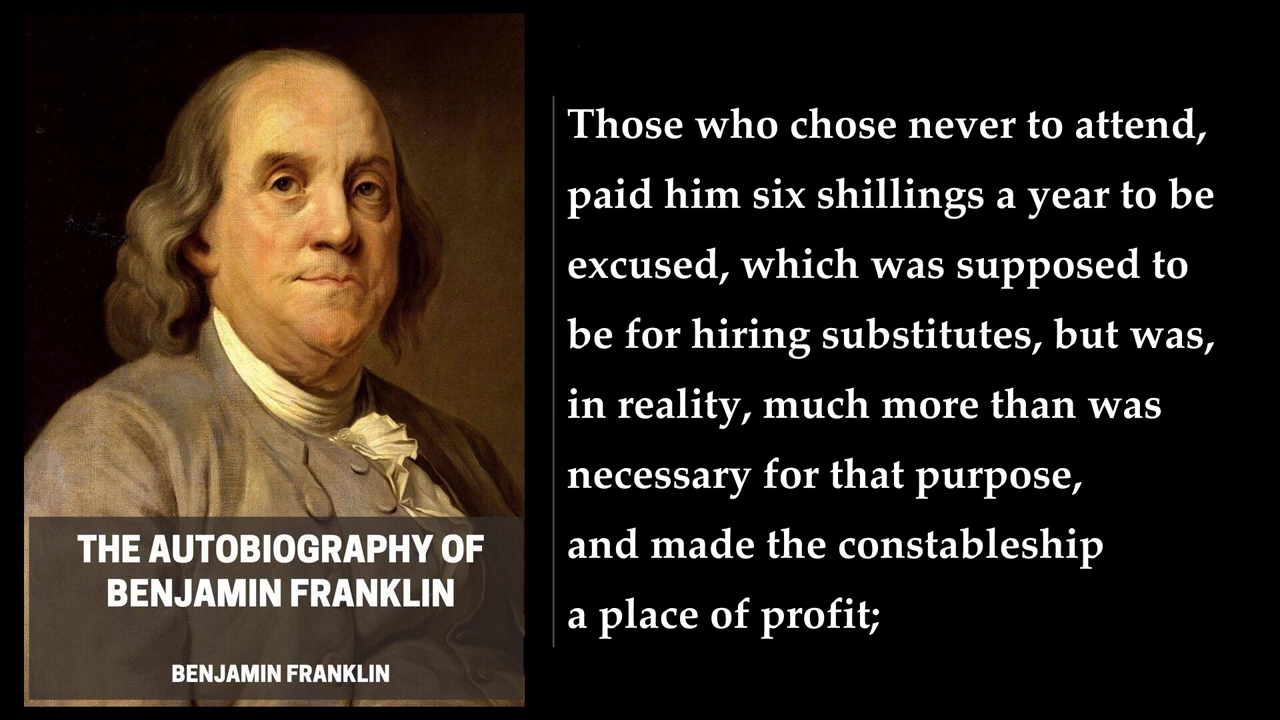 THE AUTOBIOGRAPHY OF
BENJAMIN FRANKLIN
BENJAMIN FRANKLIN
Those who chose never to attend,
paid him six shillings a year to be
excused, which was supposed to
be for hiring substitutes, but was,
in reality, much more than was
necessary for that purpose,
and made the constableship
a place of profit;